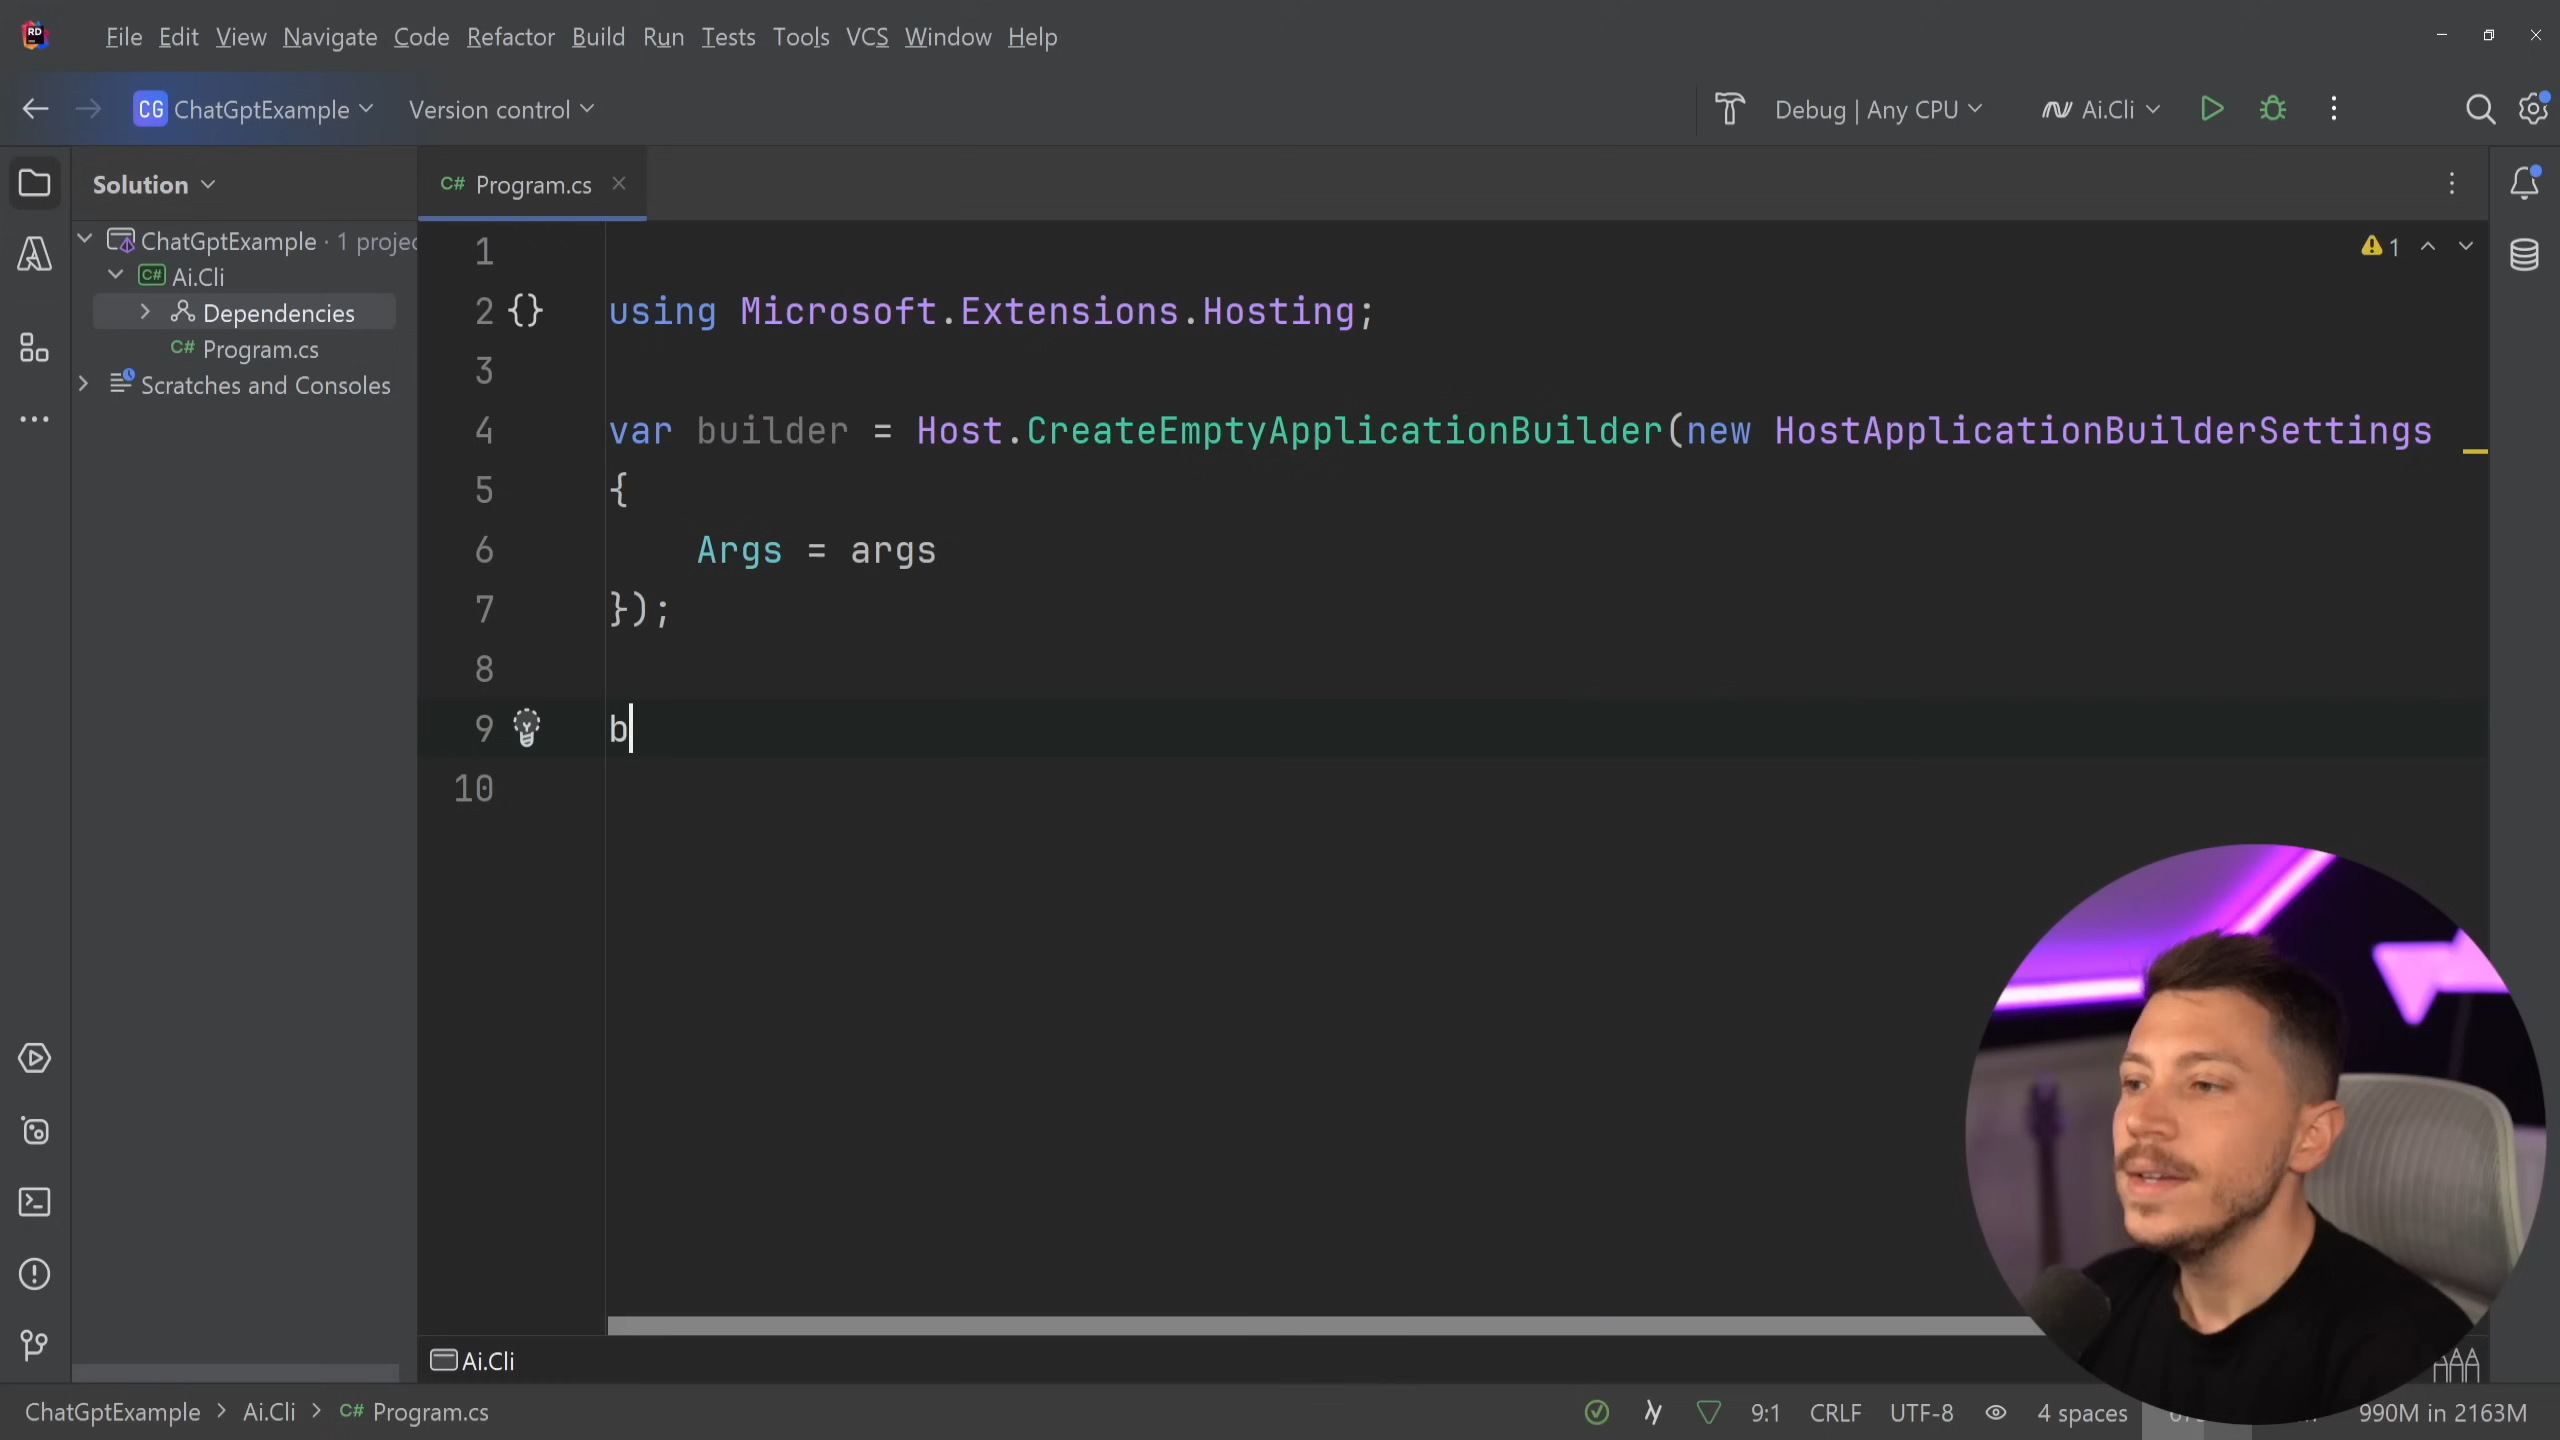 RD File Edit View Navigate Code Refactor Build Run Tests Tools VCS Window Help
CG ChatGptExample Version control Debug | Any CPU Ai.Cli
Solution
C# Program.cs
ChatGptExample · 1 projec
C# Ai.Cli
Dependencies
C# Program.cs
Scratches and Consoles
1
1
2 {} using Microsoft.Extensions.Hosting;
3
4 var builder = Host.CreateEmptyApplicationBuilder(new HostApplicationBuilderSettings
5 {
6 Args = args
7 });
8
9 b
10
Ai.Cli
ChatGptExample > Ai.Cli > C# Program.cs 9:1 CRLF UTF-8 4 spaces 990M in 2163M